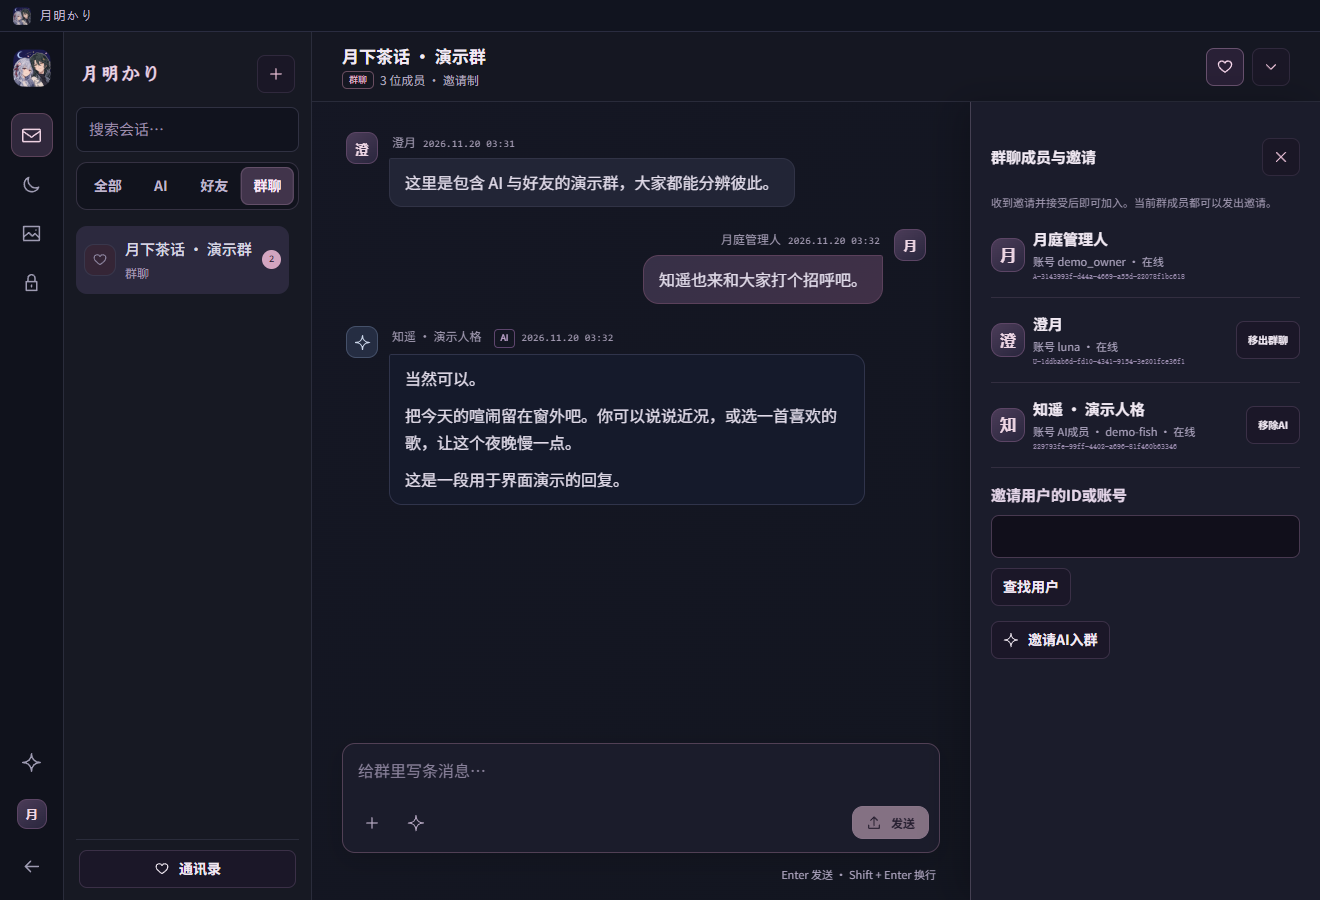 月明かり
月明かり
搜索会话…
全部
AI
好友
群聊
月下茶话 · 演示群
群聊
2
通讯录
月
月下茶话 · 演示群
群聊
3 位成员 · 邀请制
澄
澄月 2026.11.20 03:31
这里是包含 AI 与好友的演示群，大家都能分辨彼此。
月庭管理人 2026.11.20 03:32
月
知遥也来和大家打个招呼吧。
知遥 · 演示人格 AI 2026.11.20 03:32
当然可以。
把今天的喧闹留在窗外吧。你可以说说近况，或选一首喜欢的
歌，让这个夜晚慢一点。
这是一段用于界面演示的回复。
给群里写条消息…
发送
Enter 发送 · Shift + Enter 换行
群聊成员与邀请
收到邀请并接受后即可加入。当前群成员都可以发出邀请。
月
月庭管理人
账号 demo_owner · 在线
澄
澄月
账号 luna · 在线
移出群聊
知
知遥 · 演示人格
账号 AI成员 · demo-fish · 在线
移除AI
邀请用户的ID或账号
查找用户
邀请AI入群